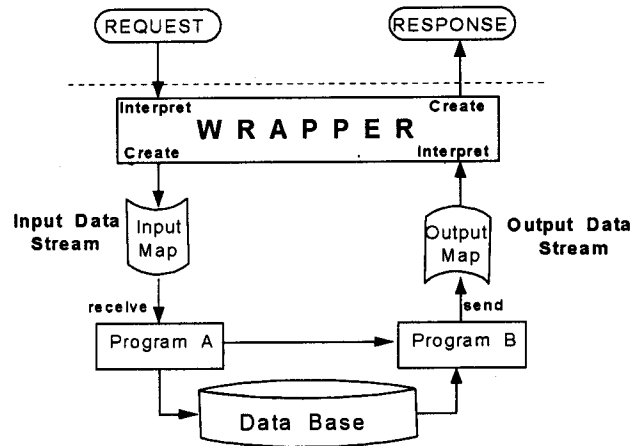 REQUEST
RESPONSE
Interpret
Create
WRAPPER
Create
Interpret
Input Data
Stream
Input
Map
Output
Map
Output Data
Stream
receive
send
Program A
Program B
Data Base